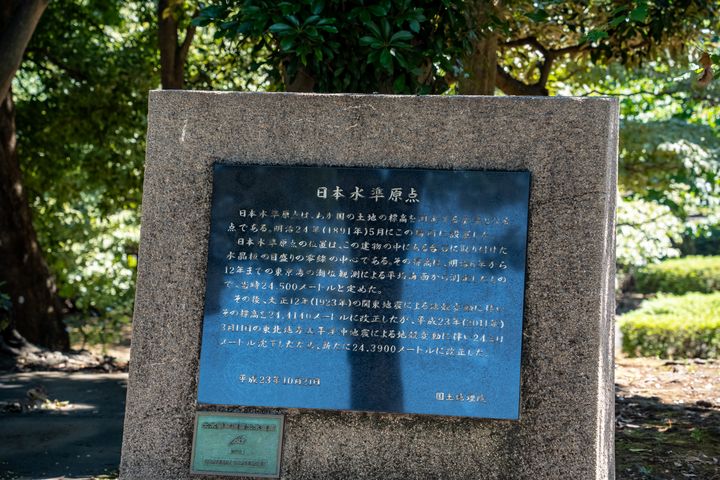 日本水準原点
日本水準原点は、わが国の土地の標高を測定する基準となる
点である。明治24年(1891年)5月にこの場所に設置した。
日本水準原点の位置は、この建物の中にある台石に取り付けた
水晶板の目盛りの零線の中心である。その標高は、明治6年から
12年までの東京湾の潮位観測による平均海面から測定したもの
で、当時24.500メートルと定めた。
その後、大正12年(1923年)の関東地震による地殻変動に伴い
その標高を24.4140メートルに改正したが、平成23年(2011年)
3月11日の東北地方太平洋沖地震による地殻変動に伴い24ミリ
メートル沈下したため、新たに24.3900メートルに改正した。
平成23年10月21日
国土地理院